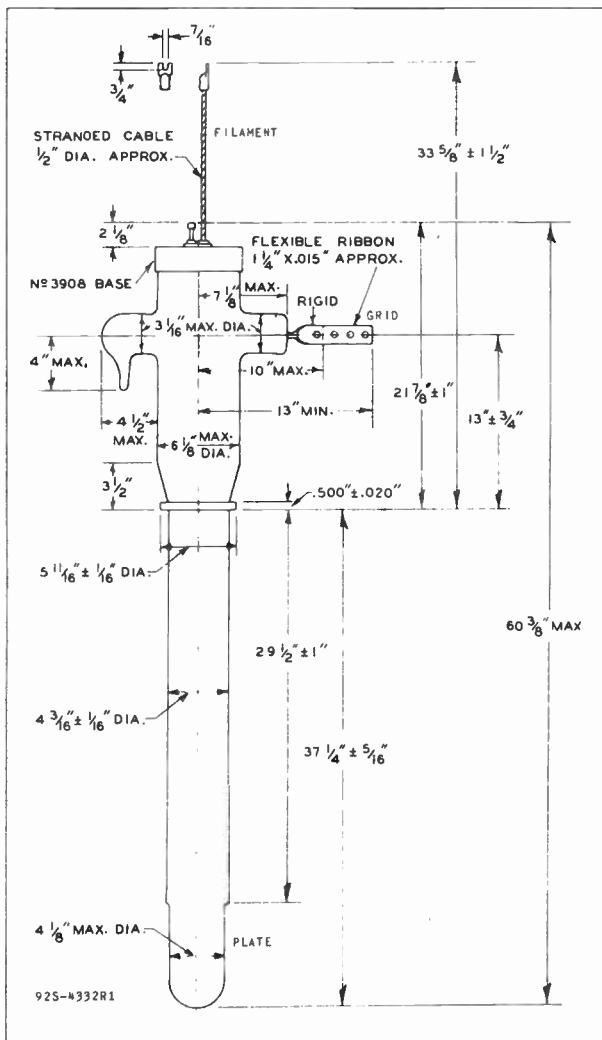 7/16"
3/4"
STRANDED CABLE
1/2" DIA. APPROX.
FILAMENT
33 5/8" ± 1 1/2"
2 1/8"
FLEXIBLE RIBBON
1 1/4" X.015" APPROX.
Nº 3908 BASE
7 1/8" MAX.
RIGID
GRID
3 1/16" MAX. DIA.
4" MAX.
10" MAX.
21 7/8" ± 1"
13" ± 3/4"
13" MIN.
4 1/2" MAX.
6 1/8" MAX. DIA.
3 1/2"
.500" ± .020"
5 11/16" ± 1/16" DIA.
60 3/8" MAX
29 1/2" ± 1"
4 3/16" ± 1/16" DIA.
37 1/4" ± 5/16"
4 1/8" MAX. DIA.
PLATE
92S-4332R1